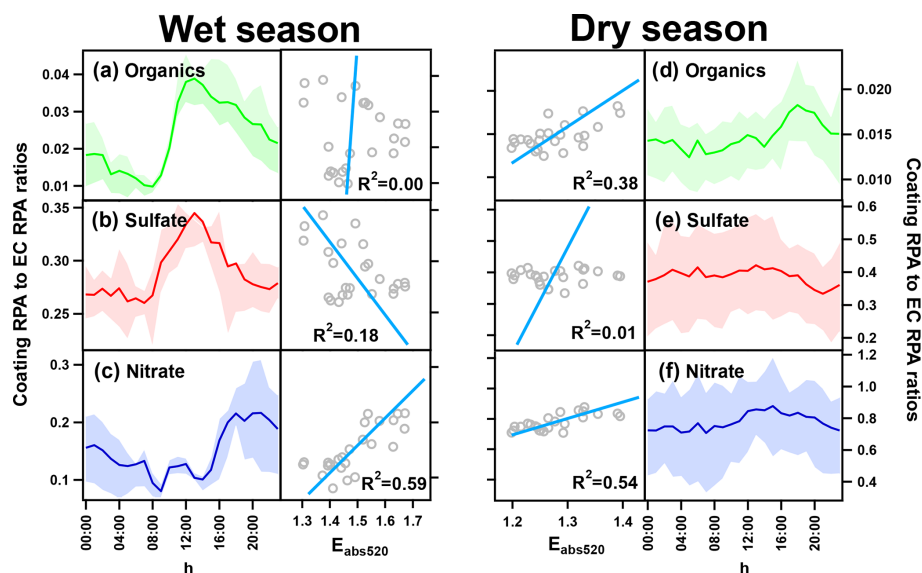 Wet season
Dry season
Coating RPA to EC RPA ratios
(a) Organics
0.04
0.03
0.02
0.01
R²=0.00
(b) Sulfate
0.35
0.30
0.25
R²=0.18
(c) Nitrate
0.3
0.2
0.1
R²=0.59
00:00 04:00 08:00 12:00 16:00 20:00
h
1.3 1.4 1.5 1.6 1.7
Eabs520
R²=0.38
(d) Organics
0.020
0.015
0.010
R²=0.01
(e) Sulfate
0.6
0.5
0.4
0.3
0.2
R²=0.54
(f) Nitrate
1.2
1.0
0.8
0.6
0.4
1.2 1.3 1.4
Eabs520
00:00 04:00 08:00 12:00 16:00 20:00
h
Coating RPA to EC RPA ratios